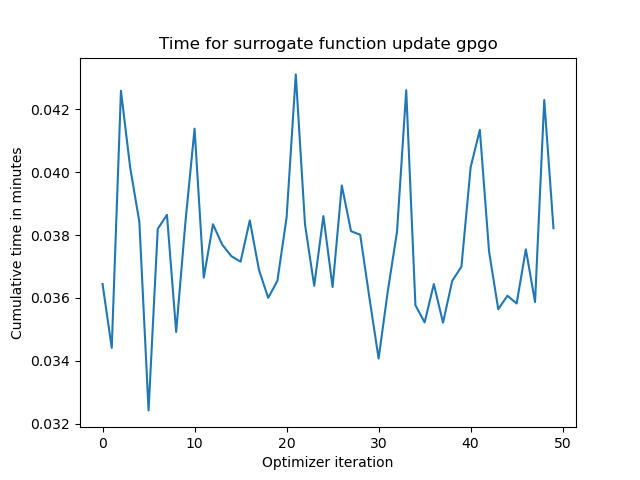 Time for surrogate function update gpgo
Cumulative time in minutes
0.042
0.040
0.038
0.036
0.034
0.032
0 10 20 30 40 50
Optimizer iteration